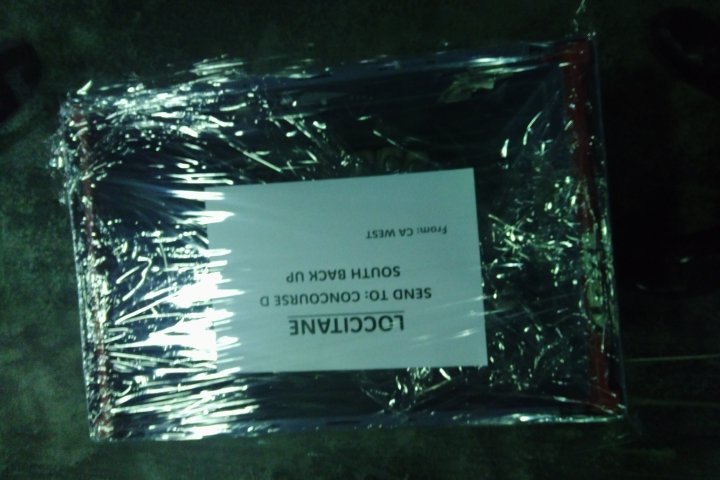 LOCCITANE
SEND TO: CONCOURSE D
SOUTH BACK UP
From: CA WEST